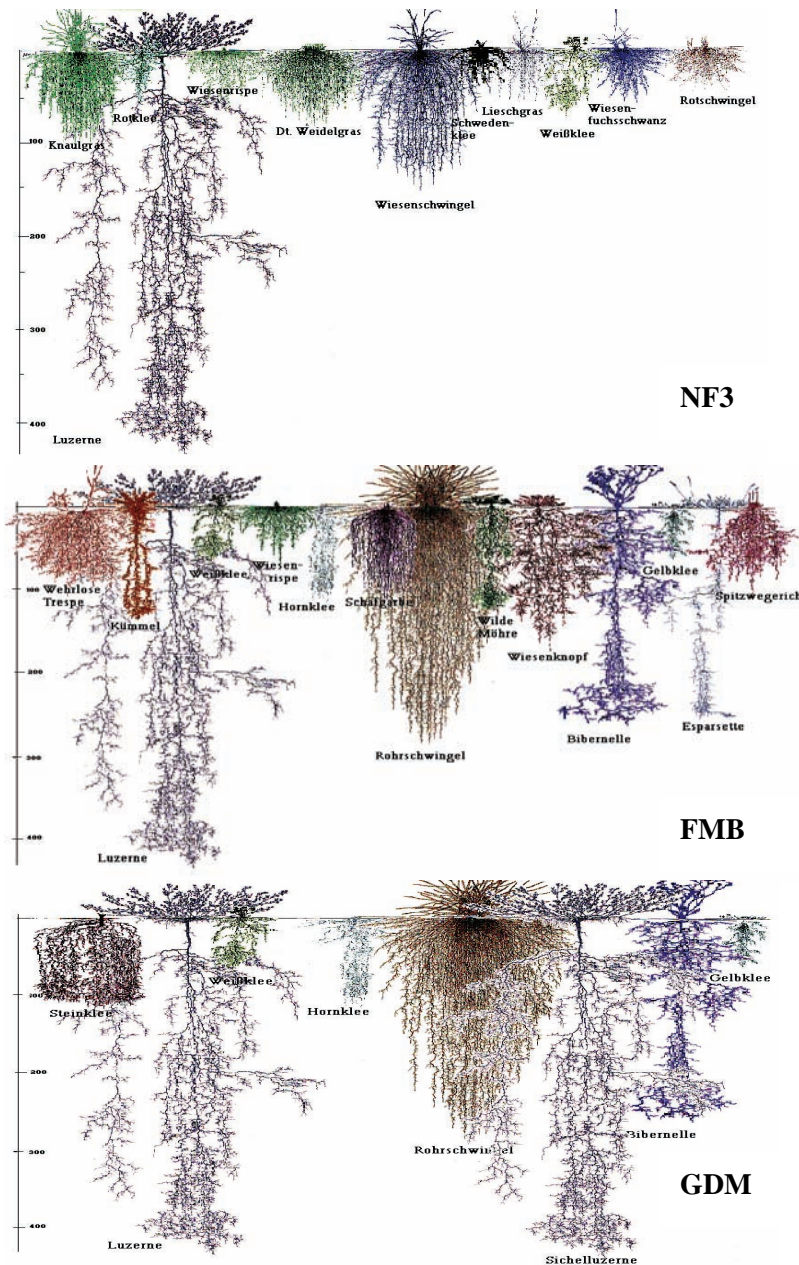 Knaulgras
Rotklee
Wiesenrispe
Dt. Weidelgras
Wiesenschwingel
Schweden-
klee
Lieschgras
Weißklee
Wiesen-
fuchsschwanz
Rotschwingel
100
200
300
400
Luzerne
NF3
Wehrlose
Trespe
Kümmel
Weißklee
Wiesen-
rispe
Hornklee
Schafgarbe
Rohrschwingel
Wilde
Möhre
Wiesenknopf
Bibernelle
Gelbklee
Esparsette
Spitzwegerich
100
400
Luzerne
FMB
Steinklee
Weißklee
Hornklee
Rohrschwingel
Bibernelle
Gelbklee
100
200
300
400
Luzerne
Sichelluzerne
GDM